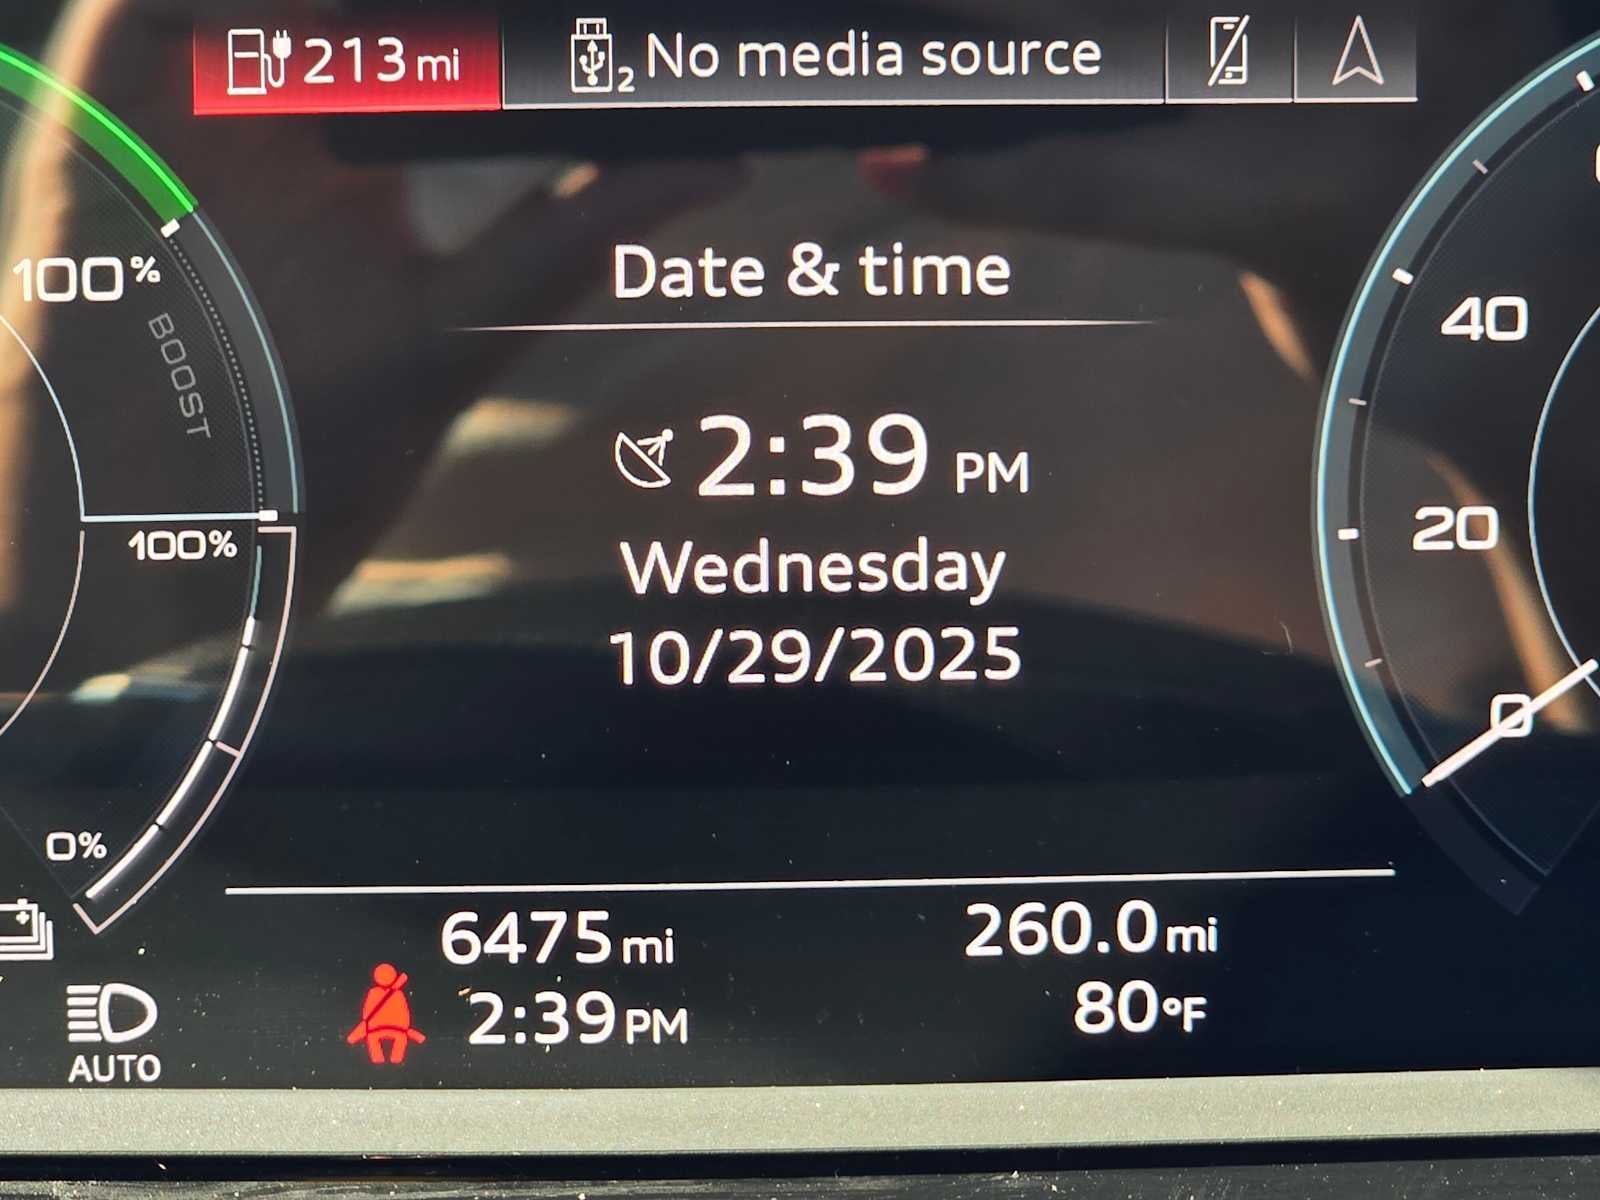 213 mi
2 No media source
Date & time
100%
BOOST
40
2:39 PM
100%
20
Wednesday
10/29/2025
0
0%
6475 mi
260.0 mi
2:39 PM
80°F
AUTO